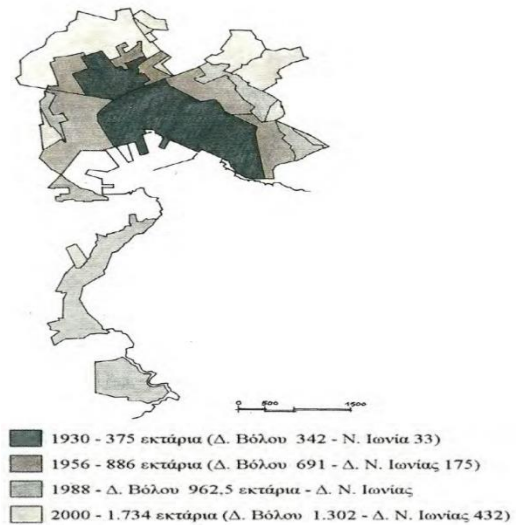 0 500 1500
1930 - 375 εκτάρια (Δ. Βόλου 342 - Ν. Ιωνία 33)
1956 - 886 εκτάρια (Δ. Βόλου 691 - Δ. Ν. Ιωνίας 175)
1988 - Δ. Βόλου 962,5 εκτάρια - Δ. Ν. Ιωνίας
2000 - 1.734 εκτάρια (Δ. Βόλου 1.302 - Δ. Ν. Ιωνίας 432)